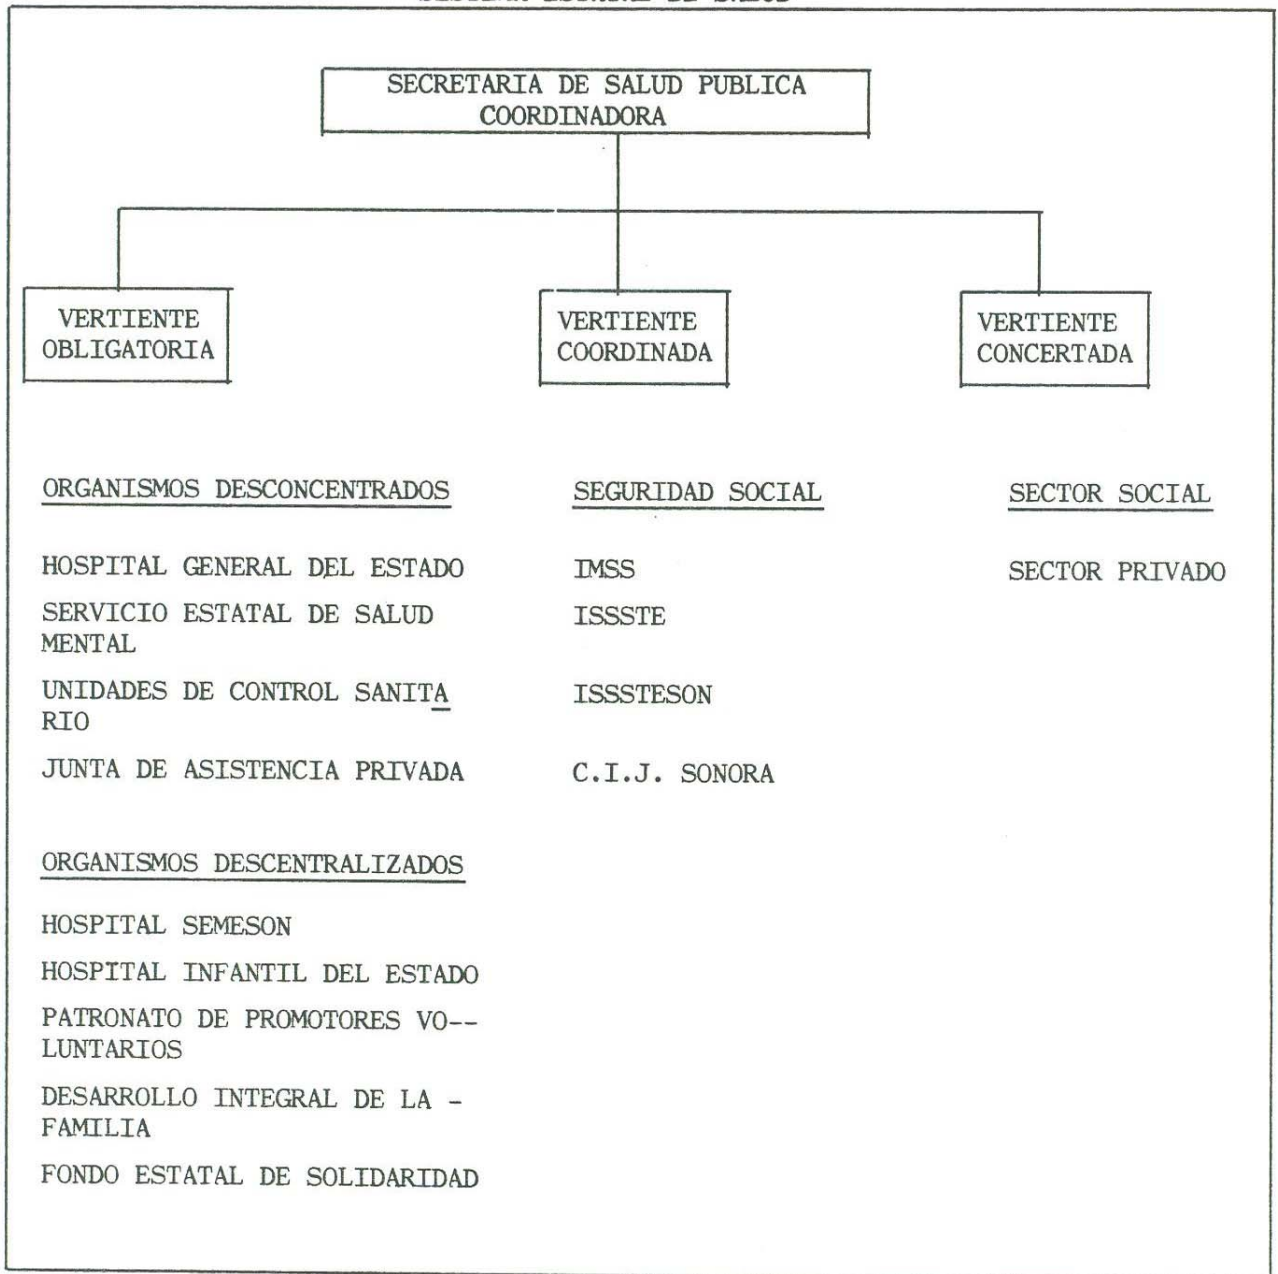 SECRETARIA DE SALUD PUBLICA
COORDINADORA
VERTIENTE
OBLIGATORIA
VERTIENTE
COORDINADA
VERTIENTE
CONCERTADA
ORGANISMOS DESCONCENTRADOS
HOSPITAL GENERAL DEL ESTADO
SERVICIO ESTATAL DE SALUD
MENTAL
UNIDADES DE CONTROL SANITA
RIO
JUNTA DE ASISTENCIA PRIVADA
ORGANISMOS DESCENTRALIZADOS
HOSPITAL SEMESON
HOSPITAL INFANTIL DEL ESTADO
PATRONATO DE PROMOTORES VO--
LUNTARIOS
DESARROLLO INTEGRAL DE LA -
FAMILIA
FONDO ESTATAL DE SOLIDARIDAD
SEGURIDAD SOCIAL
IMSS
ISSSTE
ISSSTESON
C.I.J. SONORA
SECTOR SOCIAL
SECTOR PRIVADO